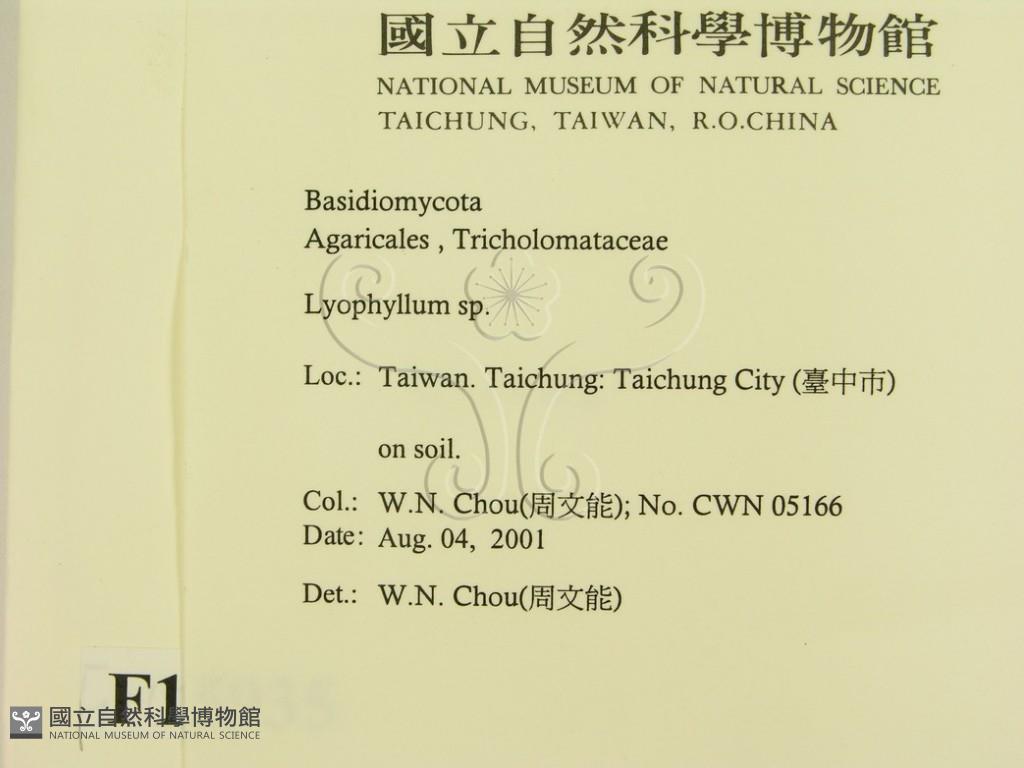 國立自然科學博物館
NATIONAL MUSEUM OF NATURAL SCIENCE
TAICHUNG, TAIWAN, R.O.CHINA
Basidiomycota
Agaricales , Tricholomataceae
Lyophyllum sp.
Loc.: Taiwan. Taichung: Taichung City (臺中市)
on soil.
Col.: W.N. Chou(周文能); No. CWN 05166
Date: Aug. 04, 2001
Det.: W.N. Chou(周文能)
F1
國立自然科學博物館
NATIONAL MUSEUM OF NATURAL SCIENCE